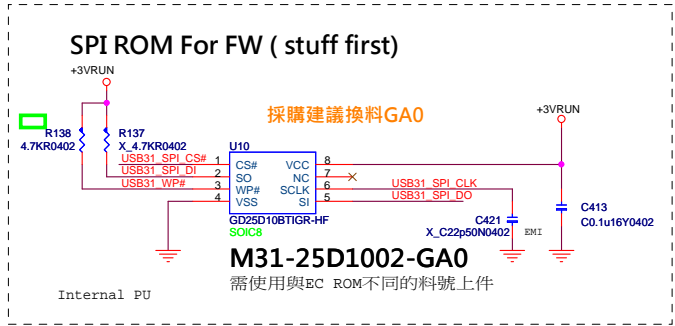 SPI ROM For FW ( stuff first)
+3VRUN
採購建議換料GA0
+3VRUN
R138
4.7KR0402
R137
X_4.7KR0402
U10
USB31_SPI_CS# 1 CS# VCC 8
USB31_SPI_DI 2 SO NC 7
USB31_WP# 3 WP# SCLK 6 USB31_SPI_CLK
4 VSS SI 5 USB31_SPI_DO
GD25D10BTIGR-HF
SOIC8
C421
X_C22p50N0402
EMI
C413
C0.1u16Y0402
M31-25D1002-GA0
需使用與EC ROM不同的料號上件
Internal PU